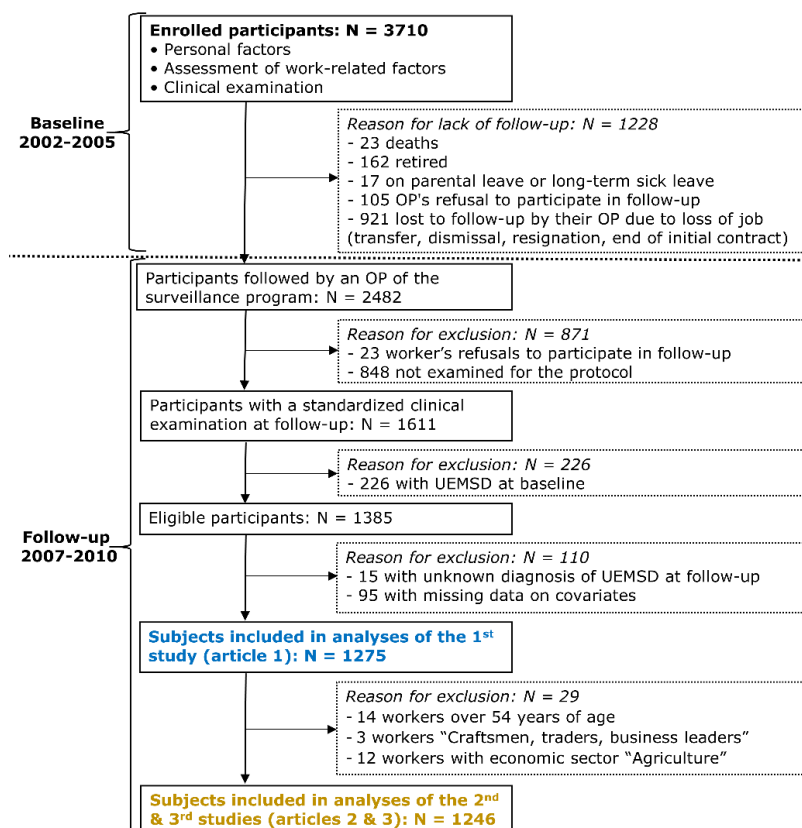 Enrolled participants: N = 3710
• Personal factors
• Assessment of work-related factors
• Clinical examination
Baseline
2002-2005
Reason for lack of follow-up: N = 1228
- 23 deaths
- 162 retired
- 17 on parental leave or long-term sick leave
- 105 OP's refusal to participate in follow-up
- 921 lost to follow-up by their OP due to loss of job
(transfer, dismissal, resignation, end of initial contract)
Participants followed by an OP of the
surveillance program: N = 2482
Reason for exclusion: N = 871
- 23 worker’s refusals to participate in follow-up
- 848 not examined for the protocol
Participants with a standardized clinical
examination at follow-up: N = 1611
Reason for exclusion: N = 226
- 226 with UEMSD at baseline
Eligible participants: N = 1385
Follow-up
2007-2010
Reason for exclusion: N = 110
- 15 with unknown diagnosis of UEMSD at follow-up
- 95 with missing data on covariates
Subjects included in analyses of the 1st
study (article 1): N = 1275
Reason for exclusion: N = 29
- 14 workers over 54 years of age
- 3 workers “Craftsmen, traders, business leaders”
- 12 workers with economic sector “Agriculture”
Subjects included in analyses of the 2nd
& 3rd studies (articles 2 & 3): N = 1246